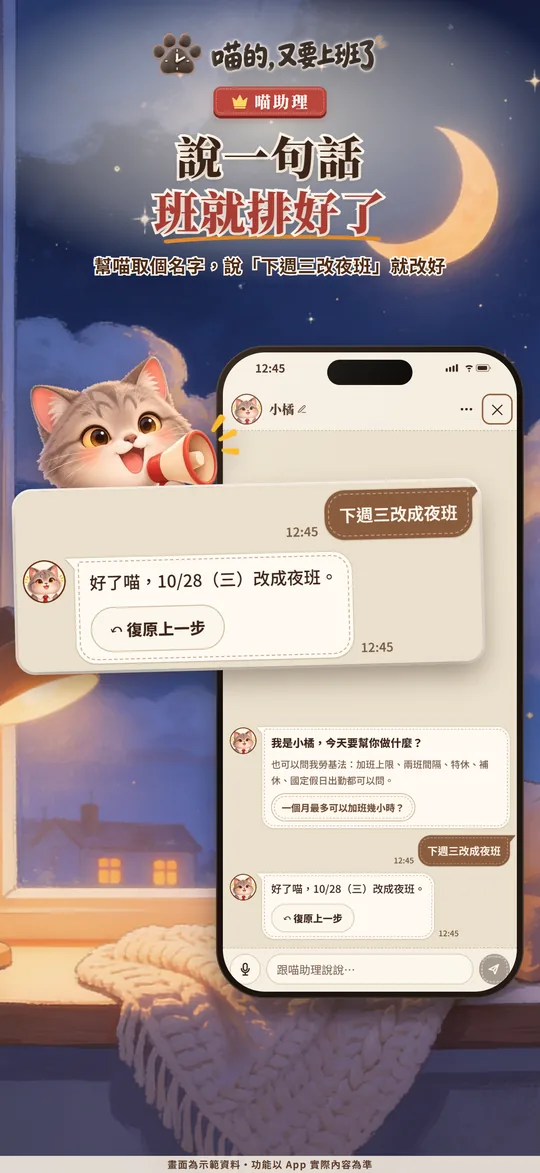 喵的,又要上班了
喵助理
說一句話
班就排好了
幫喵取個名字，說「下週三改夜班」就改好
12:45
小橘
下週三改成夜班
12:45
好了喵，10/28（三）改成夜班。
復原上一步
12:45
我是小橘，今天要幫你做什麼？
也可以問我勞基法：加班上限、兩班間隔、特休、補
休、國定假日出勤都可以問。
一個月最多可以加班幾小時？
下週三改成夜班
12:45
好了喵，10/28（三）改成夜班。
復原上一步
12:45
跟喵助理說說⋯
畫面為示範資料・功能以 App 實際內容為準